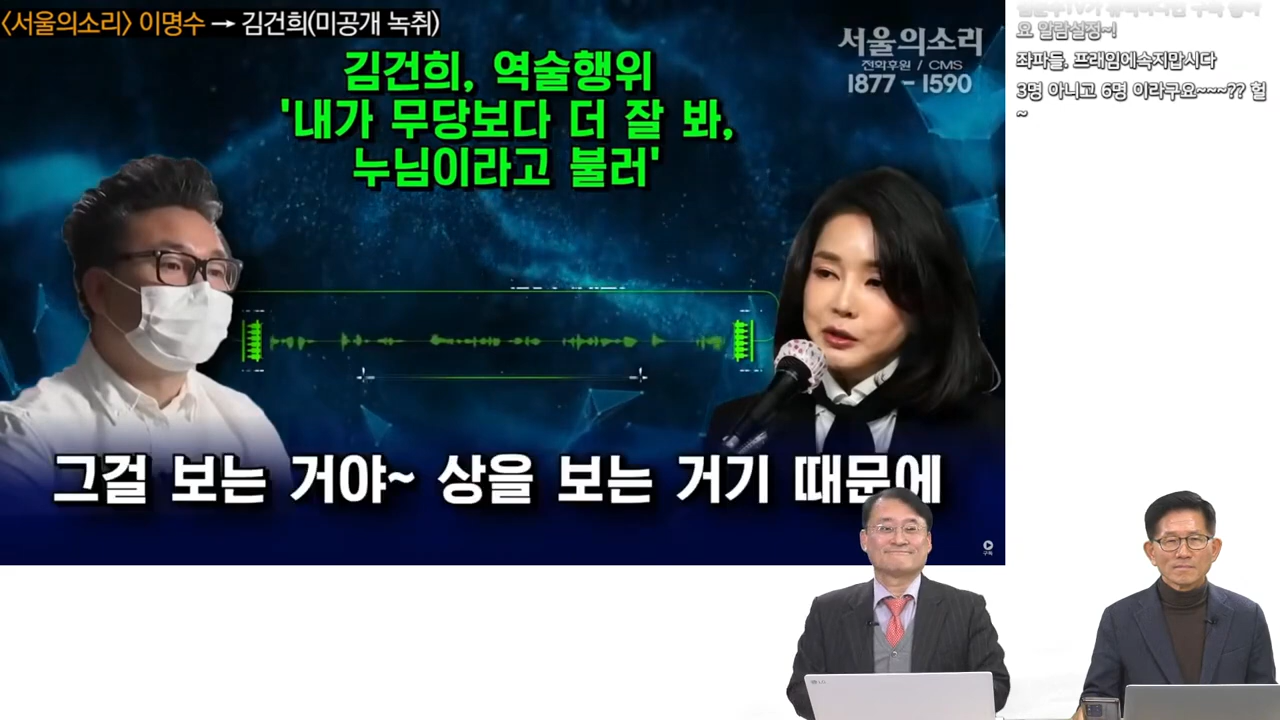 〈서울의소리〉 이명수 → 김건희(미공개 녹취)
김건희, 역술행위
'내가 무당보다 더 잘 봐,
누님이라고 불러'
서울의소리
전화후원 / CMS
1877 - 1590
그걸 보는 거야~ 상을 보는 거기 때문에
구독
요 알람설정~!
좌파들. 프래임에속지맙시다
3명 아니고 6명 이라구요~~~?? 헐
~
LG